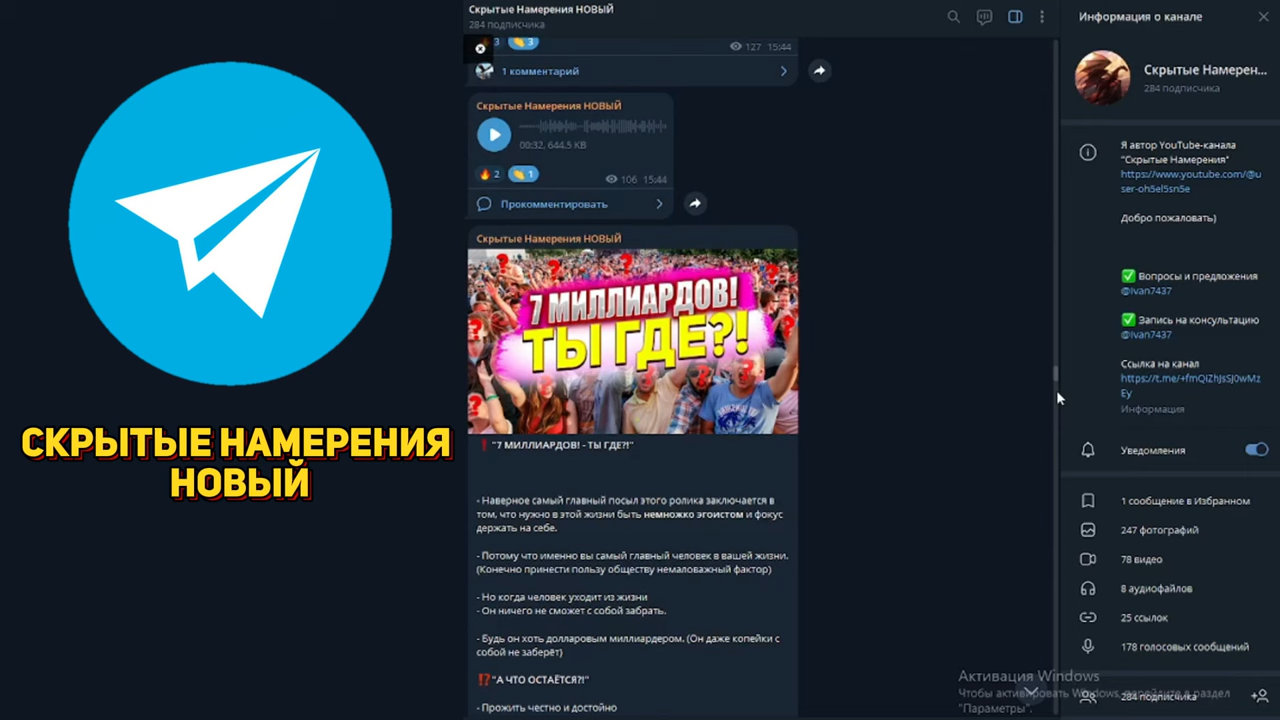 СКРЫТЫЕ НАМЕРЕНИЯ
НОВЫЙ
Скрытые Намерения НОВЫЙ
284 подписчика
3
3
127 15:44
1 комментарий
Скрытые Намерения НОВЫЙ
00:32, 644.5 KB
2
1
106 15:44
Прокомментировать
Скрытые Намерения НОВЫЙ
7 МИЛЛИАРДОВ!
ТЫ ГДЕ?!
❗"7 МИЛЛИАРДОВ! - ТЫ ГДЕ?!"
- Наверное самый главный посыл этого ролика заключается в
том, что нужно в этой жизни быть немножко эгоистом и фокус
держать на себе.
- Потому что именно вы самый главный человек в вашей жизни.
(Конечно принести пользу обществу немаловажный фактор)
- Но когда человек уходит из жизни
- Он ничего не сможет с собой забрать.
- Будь он хоть долларовым миллиардером. (Он даже копейки с
собой не заберёт)
⁉"А ЧТО ОСТАЁТСЯ?!"
- Прожить честно и достойно
Информация о канале
Скрытые Намерен...
284 подписчика
Я автор YouTube-канала
"Скрытые Намерения"
https://www.youtube.com/@u
ser-oh5el5sn5e
Добро пожаловать)
✅ Вопросы и предложения
@ivan7437
✅ Запись на консультацию
@ivan7437
Ссылка на канал
https://t.me/+fmQiZhJsSJ0wMz
Ey
Информация
Уведомления
1 сообщение в Избранном
247 фотографий
78 видео
8 аудиофайлов
25 ссылок
178 голосовых сообщений
284 подписчика
Активация Windows
Чтобы активировать Windows, перейдите в раздел
"Параметры".